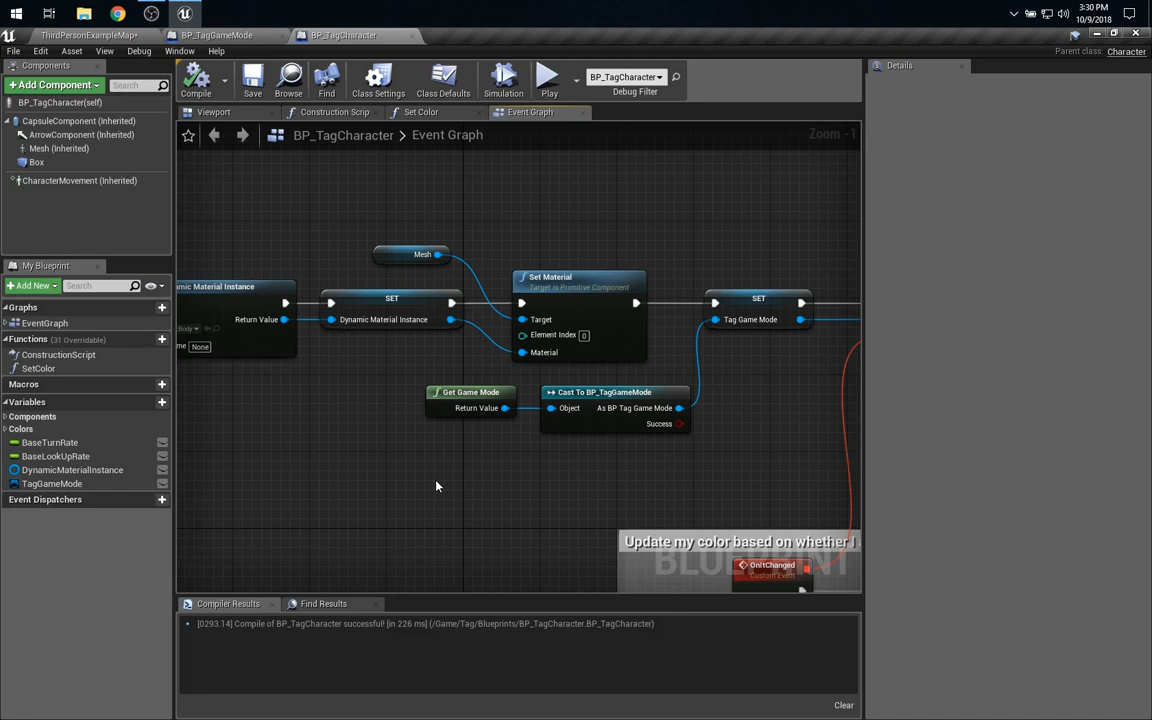 3:30 PM
10/9/2018
ThirdPersonExampleMap*
BP_TagGameMode
BP_TagCharacter
File Edit Asset View Debug Window Help
Parent class: Character
Components
+Add Component
Search
BP_TagCharacter(self)
CapsuleComponent (Inherited)
ArrowComponent (Inherited)
Mesh (Inherited)
Box
CharacterMovement (Inherited)
Compile
Save
Browse
Find
Class Settings
Class Defaults
Simulation
Play
BP_TagCharacter
Debug Filter
Details
Viewport
Construction Scrip
Set Color
Event Graph
BP_TagCharacter > Event Graph
Zoom -1
My Blueprint
+Add New
Search
Graphs
EventGraph
Functions (31 Overridable)
ConstructionScript
SetColor
Macros
Variables
Components
Colors
BaseTurnRate
BaseLookUpRate
DynamicMaterialInstance
TagGameMode
Event Dispatchers
Mesh
amic Material Instance
Return Value
Body
me None
SET
Dynamic Material Instance
Set Material
Target is Primitive Component
Target
Element Index 0
Material
SET
Tag Game Mode
Get Game Mode
Return Value
Cast To BP_TagGameMode
Object
As BP Tag Game Mode
Success
Update my color based on whether I
BLUEPRINT
OnItChanged
Custom Event
Compiler Results
Find Results
[0293.14] Compile of BP_TagCharacter successful! [in 226 ms] (/Game/Tag/Blueprints/BP_TagCharacter.BP_TagCharacter)
Clear